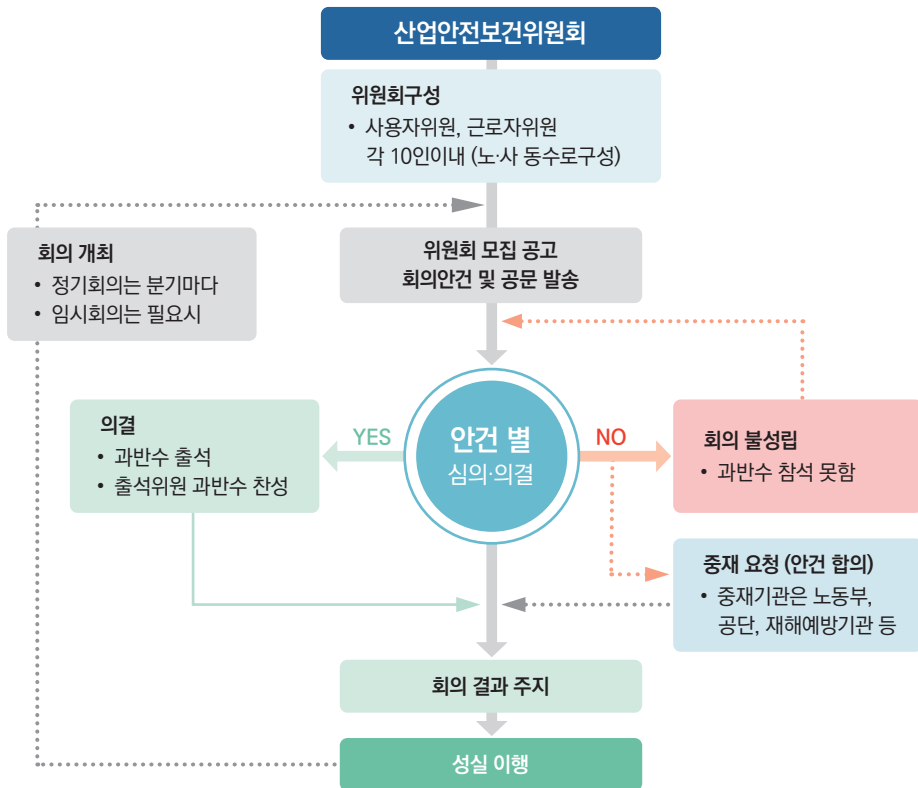 산업안전보건위원회
위원회구성
• 사용자위원, 근로자위원
각 10인이내 (노·사 동수로구성)
회의 개최
• 정기회의는 분기마다
• 임시회의는 필요시
위원회 모집 공고
회의안건 및 공문 발송
의결
• 과반수 출석
• 출석위원 과반수 찬성
YES
안건 별
심의·의결
NO
회의 불성립
• 과반수 참석 못함
중재 요청 (안건 합의)
• 중재기관은 노동부,
공단, 재해예방기관 등
회의 결과 주지
성실 이행